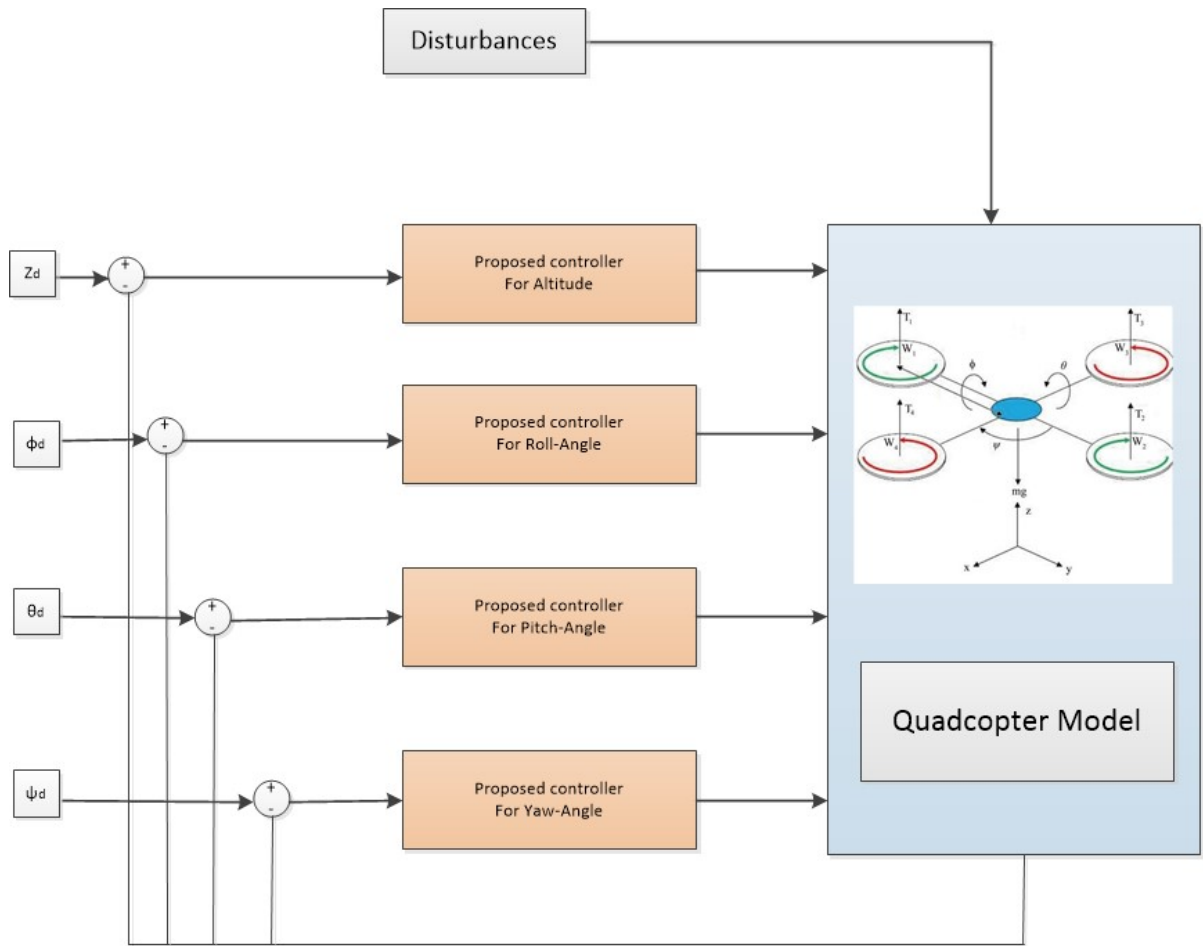 Disturbances
Zd
+
-
Proposed controller
For Altitude
ϕd
+
-
Proposed controller
For Roll-Angle
θd
+
-
Proposed controller
For Pitch-Angle
ψd
+
-
Proposed controller
For Yaw-Angle
T1
T3
W1
W3
ϕ
θ
T4
T2
W4
W2
ψ
mg
z
x
y
Quadcopter Model